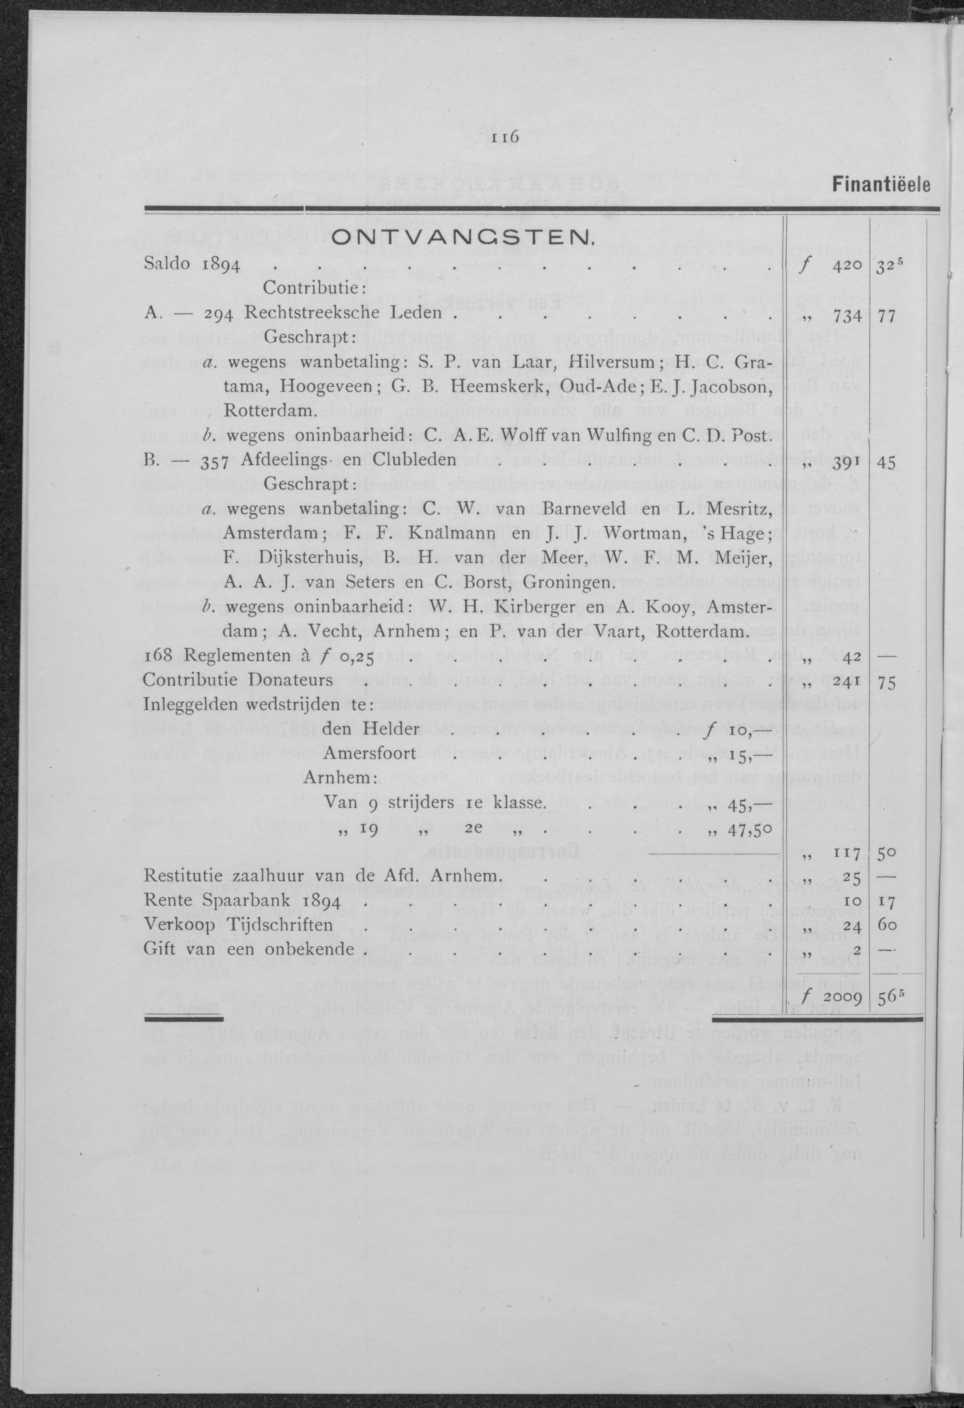 116
Finantiëele
ONTVANGSTEN.
Saldo 1894 . . . . . . . . . . . . f 420 32⁵
Contributie:
A. — 294 Rechtstreeksche Leden . . . . . . . . „ 734 77
Geschrapt:
a. wegens wanbetaling: S. P. van Laar, Hilversum; H. C. Gra-
tama, Hoogeveen; G. B. Heemskerk, Oud-Ade; E. J. Jacobson,
Rotterdam.
b. wegens oninbaarheid: C. A. E. Wolff van Wulfing en C. D. Post.
B. — 357 Afdeelings- en Clubleden . . . . . . . „ 391 45
Geschrapt:
a. wegens wanbetaling: C. W. van Barneveld en L. Mesritz,
Amsterdam; F. F. Knälmann en J. J. Wortman, 's Hage;
F. Dijksterhuis, B. H. van der Meer, W. F. M. Meijer,
A. A. J. van Seters en C. Borst, Groningen.
b. wegens oninbaarheid: W. H. Kirberger en A. Kooy, Amster-
dam; A. Vecht, Arnhem; en P. van der Vaart, Rotterdam.
168 Reglementen à f 0,25 . . . . . . . . . „ 42 —
Contributie Donateurs . . . . . . . . . . „ 241 75
Inleggelden wedstrijden te:
den Helder . . . . . . f 10,—
Amersfoort . . . . . . „ 15,—
Arnhem:
Van 9 strijders 1e klasse. . . . „ 45,—
„ 19 „ 2e „ . . . . „ 47,50
„ 117 50
Restitutie zaalhuur van de Afd. Arnhem. . . . . . . „ 25 —
Rente Spaarbank 1894 . . . . . . . . . . 10 17
Verkoop Tijdschriften . . . . . . . . . . „ 24 60
Gift van een onbekende . . . . . . . . . . „ 2 —
f 2009 56⁵